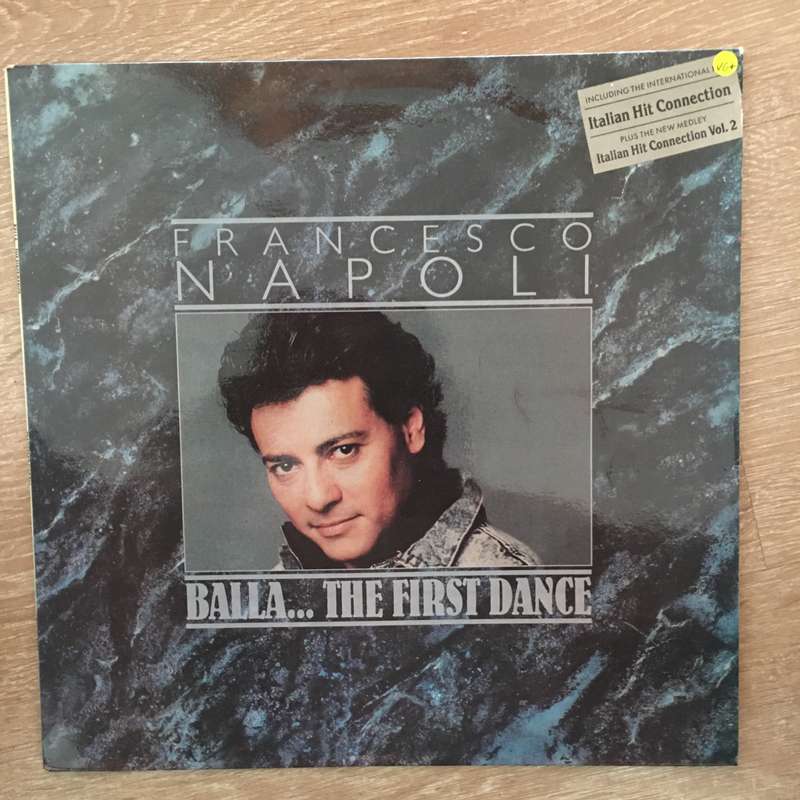 VG+
INCLUDING THE INTERNATIONAL
Italian Hit Connection
PLUS THE NEW MEDLEY
Italian Hit Connection Vol. 2
FRANCESCO
NAPOLI
BALLA... THE FIRST DANCE